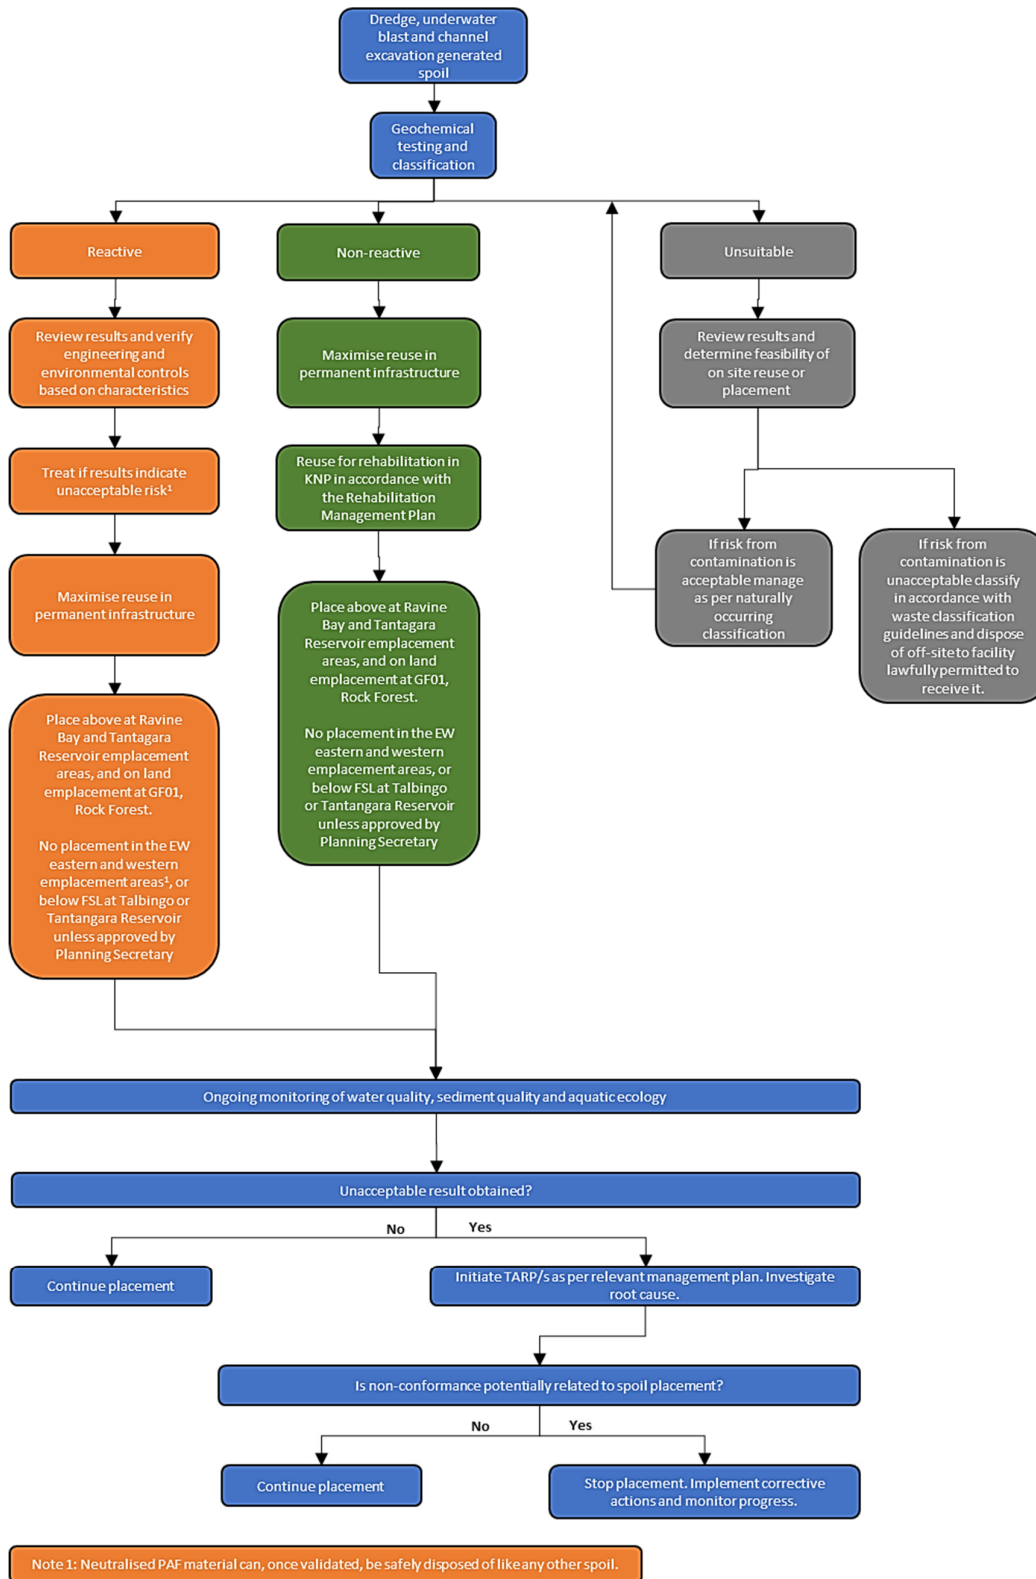 Dredge, underwater
blast and channel
excavation generated
spoil
Geochemical
testing and
classification
Reactive
Non-reactive
Unsuitable
Review results and verify
engineering and
environmental controls
based on characteristics
Maximise reuse in
permanent infrastructure
Review results and
determine feasibility of
on site reuse or
placement
Treat if results indicate
unacceptable risk¹
Reuse for rehabilitation in
KNP in accordance with
the Rehabilitation
Management Plan
If risk from
contamination is
acceptable manage
as per naturally
occurring
classification
If risk from
contamination is
unacceptable classify
in accordance with
waste classification
guidelines and dispose
of off-site to facility
lawfully permitted to
receive it.
Maximise reuse in
permanent infrastructure
Place above at Ravine
Bay and Tantagara
Reservoir emplacement
areas, and on land
emplacement at GF01,
Rock Forest.
No placement in the EW
eastern and western
emplacement areas, or
below FSL at Talbingo
or Tantangara Reservoir
unless approved by
Planning Secretary
Place above at Ravine
Bay and Tantagara
Reservoir emplacement
areas, and on land
emplacement at GF01,
Rock Forest.
No placement in the EW
eastern and western
emplacement areas¹, or
below FSL at Talbingo or
Tantangara Reservoir
unless approved by
Planning Secretary
Ongoing monitoring of water quality, sediment quality and aquatic ecology
Unacceptable result obtained?
No
Yes
Continue placement
Initiate TARP/s as per relevant management plan. Investigate
root cause.
Is non-conformance potentially related to spoil placement?
No
Yes
Continue placement
Stop placement. Implement corrective
actions and monitor progress.
Note 1: Neutralised PAF material can, once validated, be safely disposed of like any other spoil.